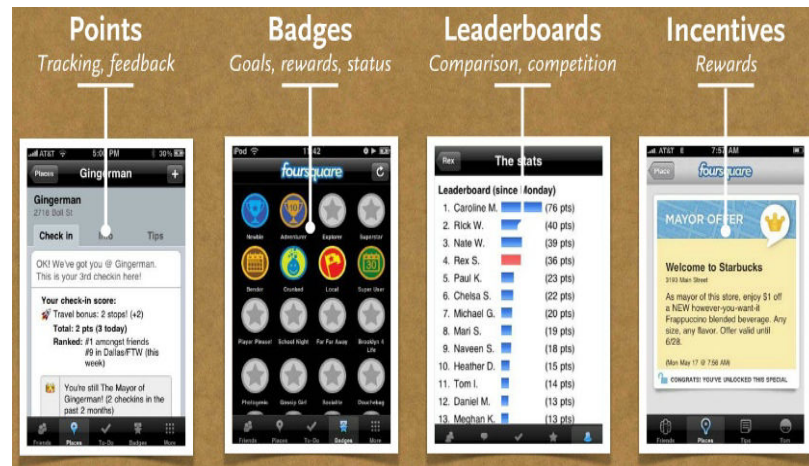 Points
Tracking, feedback
Badges
Goals, rewards, status
Leaderboards
Comparison, competition
Incentives
Rewards
AT&T 5:00 PM 30%
Places
Gingerman
+
Gingerman
2718 Boll St
Check in
Tips
OK! We've got you @ Gingerman.
This is your 3rd checkin here!
Your check-in score:
Travel bonus: 2 stops! (+2)
Total: 2 pts (3 today)
Ranked: #1 amongst friends
#9 in Dallas/FTW (this
week)
You're still The Mayor of
Gingerman! (2 checkins in the
past 2 months)
Friends
Places
To-Do
Badges
More
iPod
foursquare
Newbie
Adventurer
Explorer
Superstar
Bender
Crunked
Local
Super User
Player Please!
School Night
Far Far Away
Brooklyn 4
Life
Photogenic
Gossip Girl
Socialite
Douchebag
Friends
Places
To-Do
Badges
More
Rex
The stats
Leaderboard (since Monday)
1. Caroline M. (76 pts)
2. Rick W. (40 pts)
3. Nate W. (39 pts)
4. Rex S. (36 pts)
5. Paul K. (23 pts)
6. Chelsa S. (22 pts)
7. Michael G. (20 pts)
8. Mari S. (19 pts)
9. Naveen S. (18 pts)
10. Heather D. (15 pts)
11. Tom I. (14 pts)
12. Daniel M. (13 pts)
13. Meghan K. (13 pts)
AT&T 7:57 AM
Place
foursquare
MAYOR OFFER
Welcome to Starbucks
3193 Main Street
As mayor of this store, enjoy $1 off
a NEW however-you-want-it
Frappuccino blended beverage. Any
size, any flavor. Offer valid until
6/28.
(Mon May 17 @ 7:56 AM)
CONGRATS! YOU'VE UNLOCKED THIS SPECIAL
Friends
Places
Tips
Tom